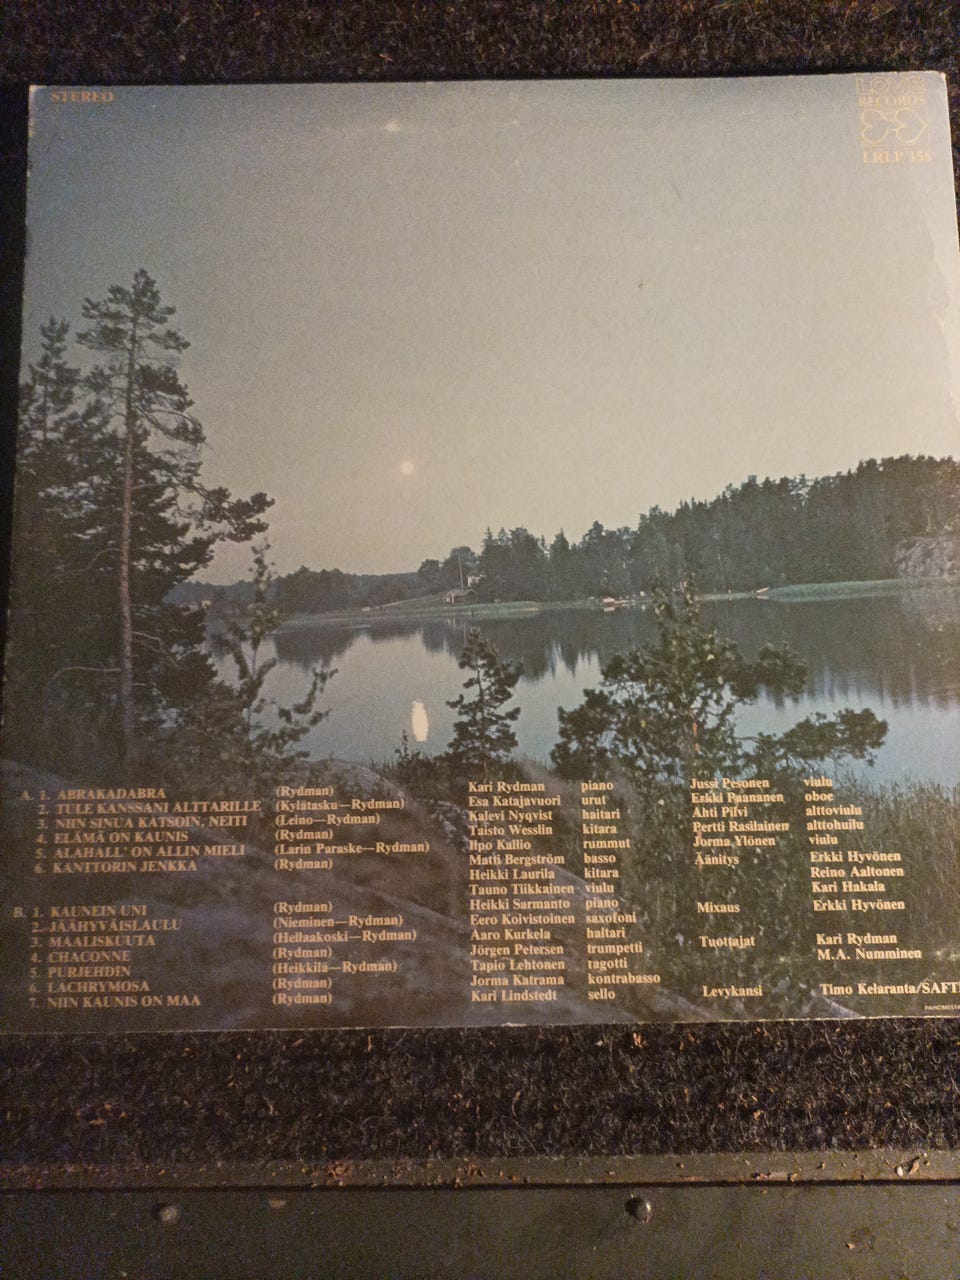 STEREO
LOVE
RECORDS
LRLP 156
A. 1. ABRAKADABRA (Rydman)
2. TULE KANSSANI ALTTARILLE (Kylätasku—Rydman)
3. NIIN SINUA KATSOIN, NEITI (Leino—Rydman)
4. ELÄMÄ ON KAUNIS (Rydman)
5. ALAHALL' ON ALLIN MIELI (Larin Paraske—Rydman)
6. KANTTORIN JENKKA (Rydman)
B. 1. KAUNEIN UNI (Rydman)
2. JÄÄHYVÄISLAULU (Nieminen—Rydman)
3. MAALISKUUTA (Hellaakoski—Rydman)
4. CHACONNE (Rydman)
5. PURJEHDIN (Heikkilä—Rydman)
6. LACHRYMOSA (Rydman)
7. NIIN KAUNIS ON MAA (Rydman)
Kari Rydman piano
Esa Katajavuori urut
Kalevi Nyqvist haitari
Taisto Wesslin kitara
Ilpo Kallio rummut
Matti Bergström basso
Heikki Laurila kitara
Tauno Tiikkainen viulu
Heikki Sarmanto piano
Eero Koivistoinen saxofoni
Aaro Kurkela haitari
Jörgen Petersen trumpetti
Tapio Lehtonen fagotti
Jorma Katrama kontrabasso
Kari Lindstedt sello
Jussi Pesonen viulu
Erkki Paananen oboe
Ahti Pilvi alttoviulu
Pertti Rasilainen alttohuilu
Jorma Ylönen viulu
Äänitys Erkki Hyvönen
Reino Aaltonen
Kari Hakala
Mixaus Erkki Hyvönen
Tuottajat Kari Rydman
M.A. Numminen
Levykansi Timo Kelaranta/SAFT